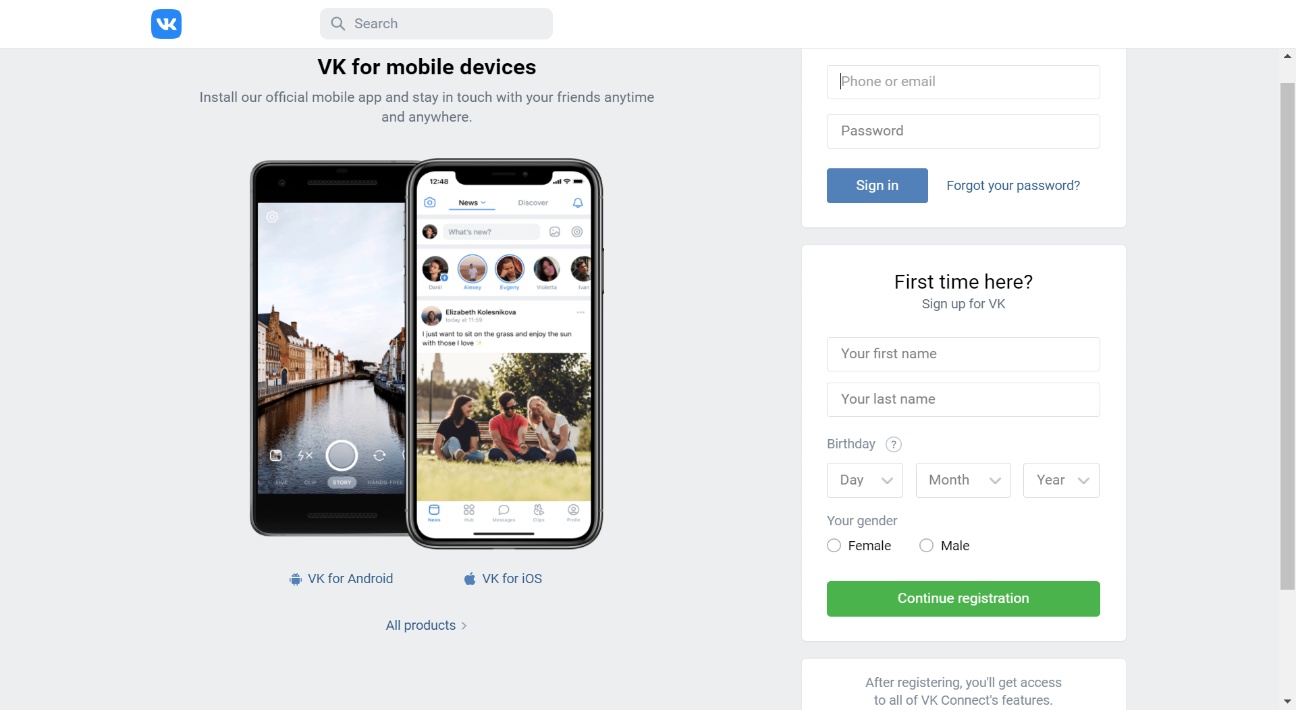 Search
VK for mobile devices
Install our official mobile app and stay in touch with your friends anytime
and anywhere.
12:48
News
Discover
What's new?
Danil
Alexey
Evgeny
Violetta
Ivan
Elizabeth Kolesnikova
today at 11:59
I just want to sit on the grass and enjoy the sun
with those I love
LIVE
CLIP
STORY
HANDS-FREE
News
Hub
Messages
Clips
Profile
VK for Android
VK for iOS
All products
Phone or email
Password
Sign in
Forgot your password?
First time here?
Sign up for VK
Your first name
Your last name
Birthday ?
Day
Month
Year
Your gender
Female
Male
Continue registration
After registering, you'll get access
to all of VK Connect's features.